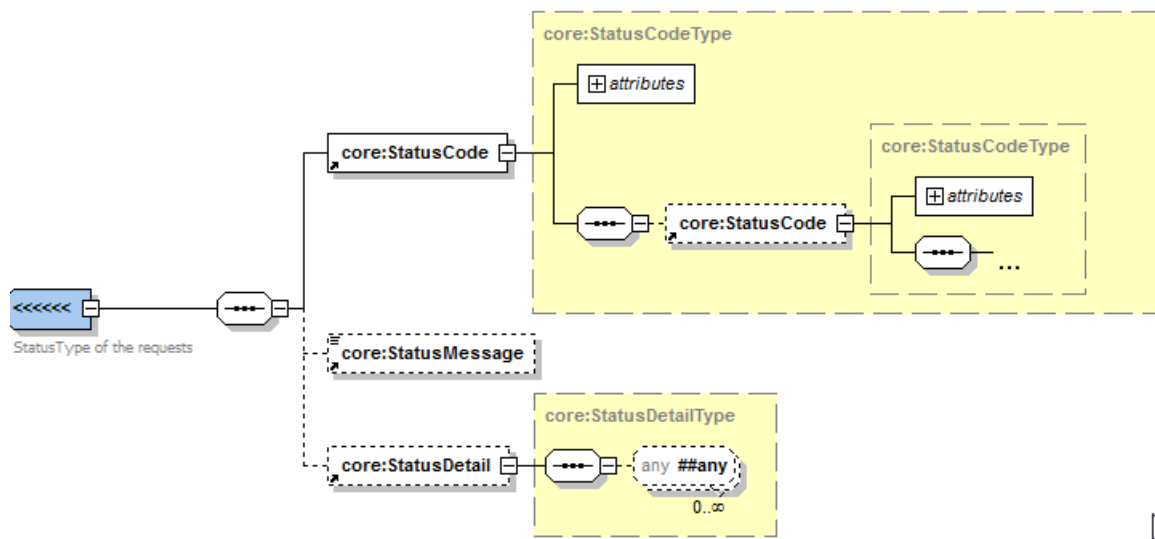 core:StatusCodeType
+ attributes
core:StatusCode
core:StatusCodeType
+ attributes
core:StatusCode
...
<<<<<<
StatusType of the requests
core:StatusMessage
core:StatusDetailType
core:StatusDetail
any ##any
0..∞